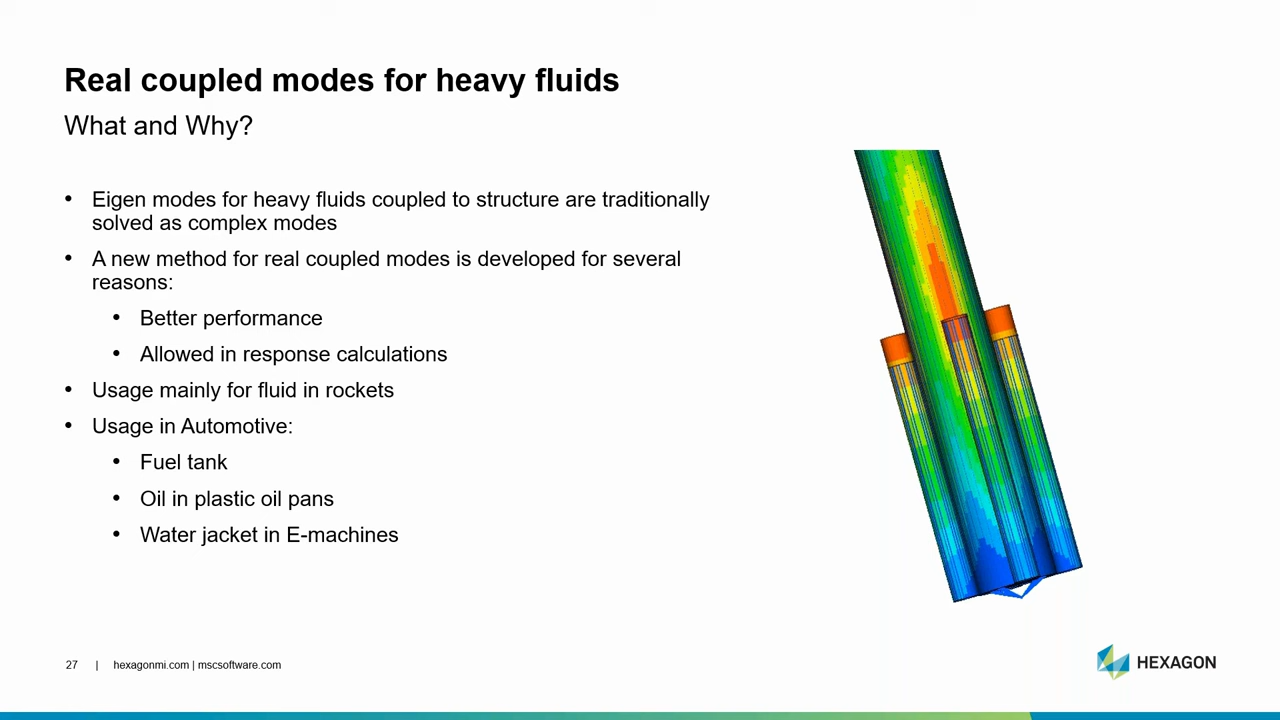 Real coupled modes for heavy fluids
What and Why?
• Eigen modes for heavy fluids coupled to structure are traditionally
solved as complex modes
• A new method for real coupled modes is developed for several
reasons:
• Better performance
• Allowed in response calculations
• Usage mainly for fluid in rockets
• Usage in Automotive:
• Fuel tank
• Oil in plastic oil pans
• Water jacket in E-machines
27 | hexagonmi.com | mscsoftware.com
HEXAGON